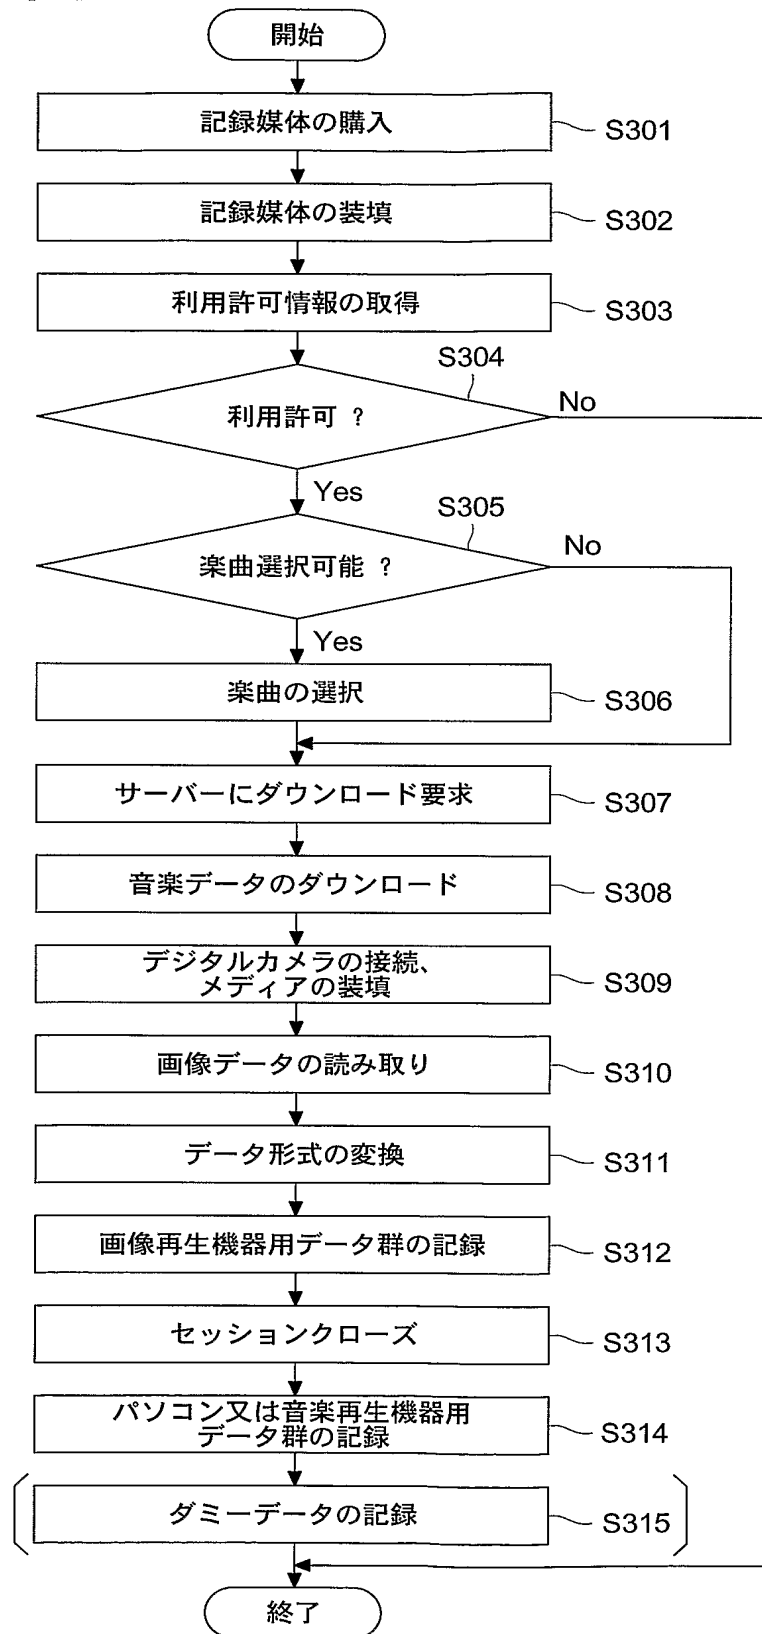 開始
記録媒体の購入
S301
記録媒体の装填
S302
利用許可情報の取得
S303
S304
利用許可 ?
No
Yes
S305
楽曲選択可能 ?
No
Yes
楽曲の選択
S306
サーバーにダウンロード要求
S307
音楽データのダウンロード
S308
デジタルカメラの接続、
メディアの装填
S309
画像データの読み取り
S310
データ形式の変換
S311
画像再生機器用データ群の記録
S312
セッションクローズ
S313
パソコン又は音楽再生機器用
データ群の記録
S314
ダミーデータの記録
S315
終了